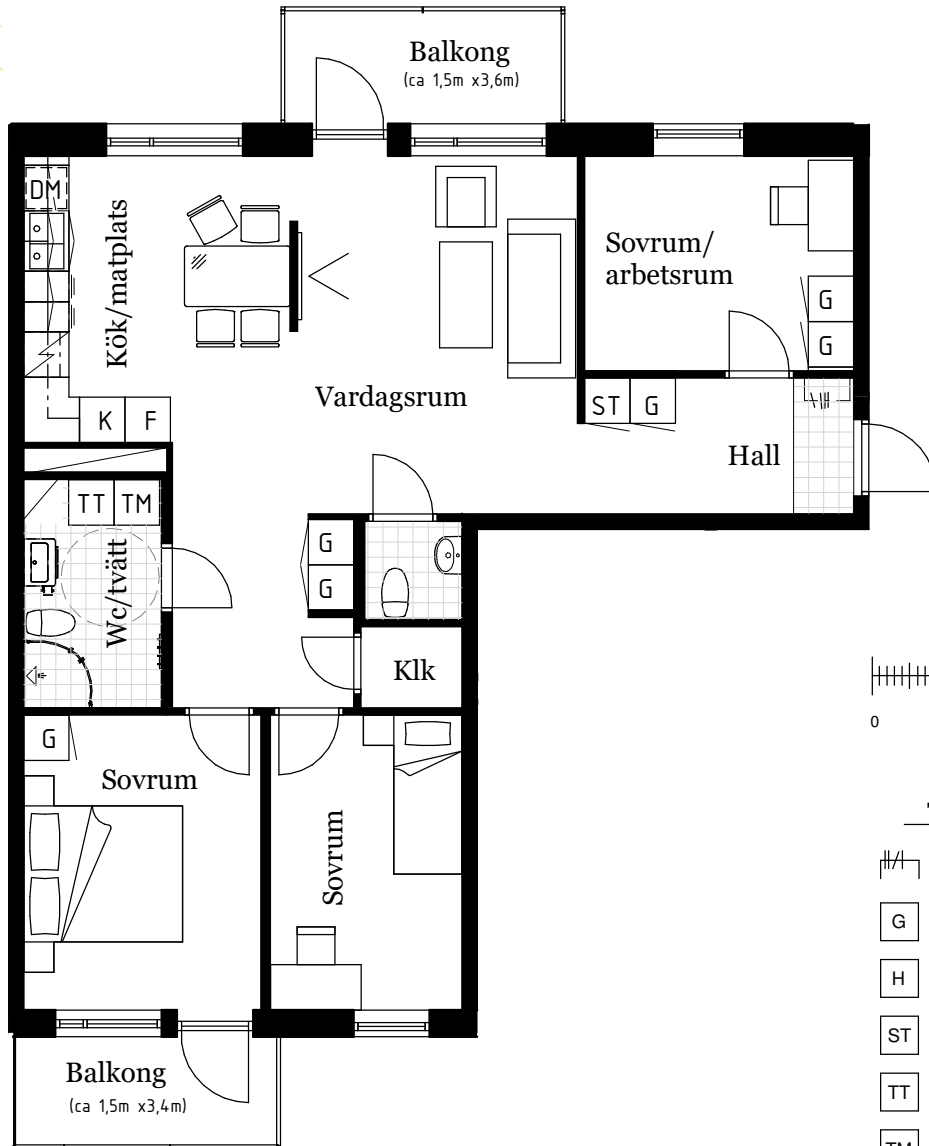 Balkong
(ca 1,5m x3,6m)
DM
Kök/matplats
Sovrum/
arbetsrum
G
G
Vardagsrum
K F
ST G
Hall
TT TM
Wc/tvätt
G
G
Klk
G
Sovrum
Sovrum
Balkong
(ca 1,5m x3,4m)
0
G
H
ST
TT
TM